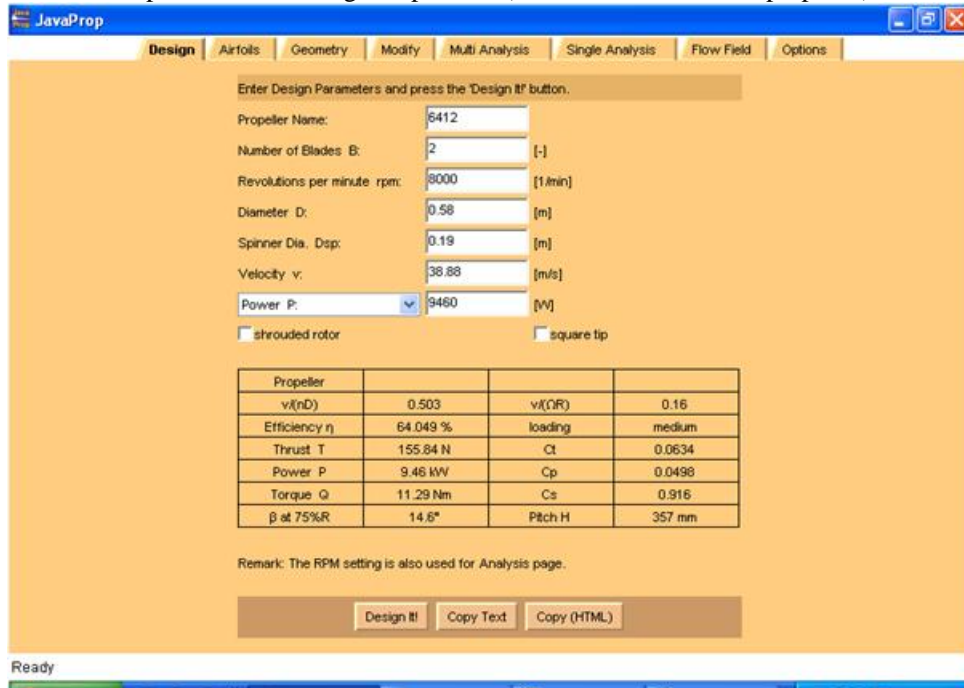 JavaProp
Design Airfoils Geometry Modify Multi Analysis Single Analysis Flow Field Options
Enter Design Parameters and press the 'Design It!' button.
Propeller Name: 6412
Number of Blades B: 2 [-]
Revolutions per minute rpm: 8000 [1/min]
Diameter D: 0.58 [m]
Spinner Dia. Dsp: 0.19 [m]
Velocity v: 38.88 [m/s]
Power P: 9460 [W]
shrouded rotor square tip
Propeller
v/(nD) 0.503 v/(ΩR) 0.16
Efficiency η 64.049 % loading medium
Thrust T 155.84 N Ct 0.0634
Power P 9.46 kW Cp 0.0498
Torque Q 11.29 Nm Cs 0.916
β at 75%R 14.6° Pitch H 357 mm
Remark: The RPM setting is also used for Analysis page.
Design It! Copy Text Copy (HTML)
Ready